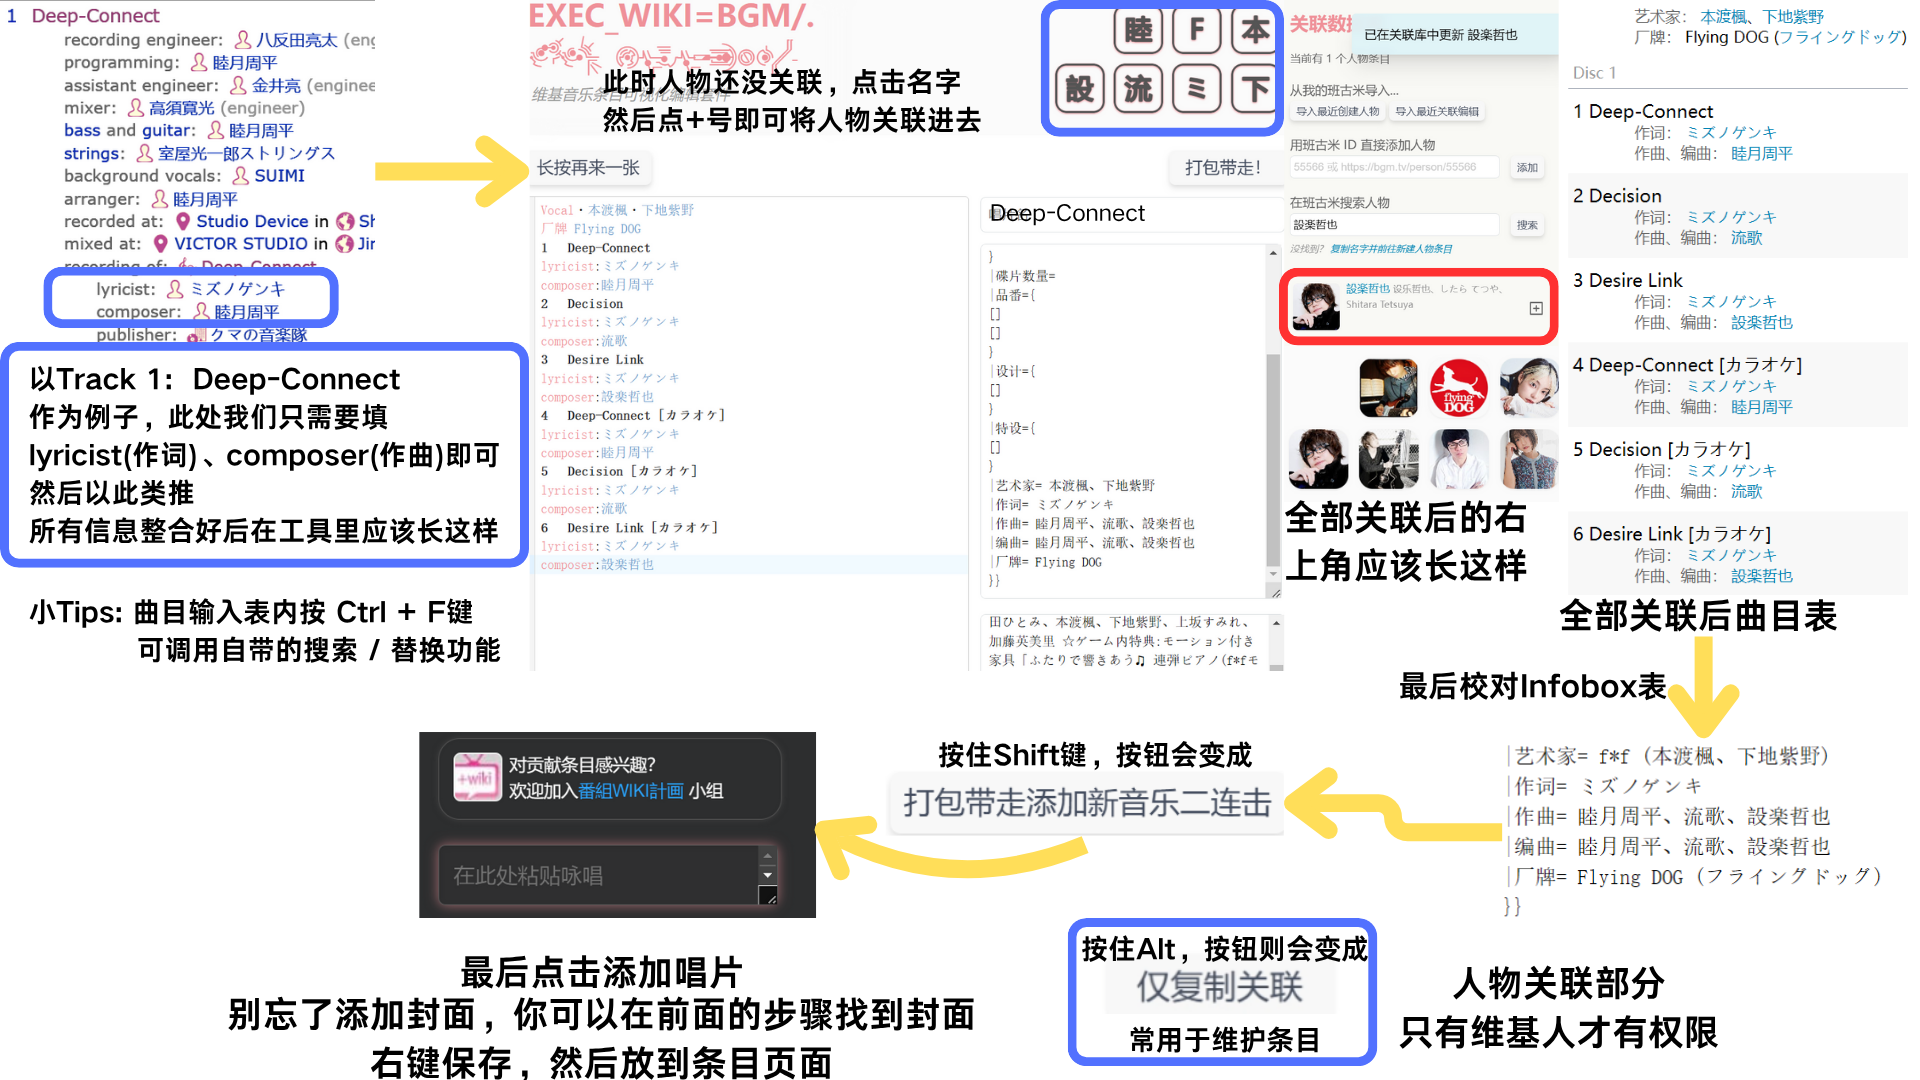 1 Deep-Connect
recording engineer: 八反田亮太 (eng
programming: 睦月周平
assistant engineer: 金井亮 (enginee
mixer: 高須寛光 (engineer)
bass and guitar: 睦月周平
strings: 室屋光一郎ストリングス
background vocals: SUIMI
arranger: 睦月周平
recorded at: Studio Device in Sh
mixed at: VICTOR STUDIO in Jin
recording of: Deep-Connect
lyricist: ミズノゲンキ
composer: 睦月周平
publisher: クマの音楽隊
以Track 1: Deep-Connect
作为例子，此处我们只需要填
lyricist(作词)、composer(作曲)即可
然后以此类推
所有信息整合好后在工具里应该长这样
小Tips: 曲目输入表内按 Ctrl + F键
可调用自带的搜索 / 替换功能
EXEC_WIKI=BGM/.
维基音乐条目可视化编辑套件
此时人物还没关联，点击名字
然后点+号即可将人物关联进去
睦 F 本
設 流 ミ 下
长按再来一张
打包带走！
Vocal・本渡楓・下地紫野
厂牌 Flying DOG
1 Deep-Connect
lyricist:ミズノゲンキ
composer:睦月周平
2 Decision
lyricist:ミズノゲンキ
composer:流歌
3 Desire Link
lyricist:ミズノゲンキ
composer:設楽哲也
4 Deep-Connect [カラオケ]
lyricist:ミズノゲンキ
composer:睦月周平
5 Decision [カラオケ]
lyricist:ミズノゲンキ
composer:流歌
6 Desire Link [カラオケ]
lyricist:ミズノゲンキ
composer:設楽哲也
Deep-Connect
}
|碟片数量=
|品番={
[]
[]
}
|设计={
[]
}
|特设={
[]
}
|艺术家= 本渡楓、下地紫野
|作词= ミズノゲンキ
|作曲= 睦月周平、流歌、設楽哲也
|编曲= 睦月周平、流歌、設楽哲也
|厂牌= Flying DOG
}}
田ひとみ、本渡楓、下地紫野、上坂すみれ、
加藤英美里 ☆ゲーム内特典:モーション付き
家具「ふたりで響きあう♫ 連弾ピアノ(f*fモ
关联数据
已在关联库中更新 設楽哲也
当前有 1 个人物条目
从我的班古米导入...
导入最近创建人物 导入最近关联编辑
用班古米 ID 直接添加人物
55566 或 https://bgm.tv/person/55566 添加
在班古米搜索人物
設楽哲也 搜索
没找到? 复制名字并前往新建人物条目
設楽哲也 设乐哲也、したら てつや、
Shitara Tetsuya
flying DOG
全部关联后的右
上角应该长这样
艺术家: 本渡楓、下地紫野
厂牌: Flying DOG (フライングドッグ)
Disc 1
1 Deep-Connect
作词: ミズノゲンキ
作曲、编曲: 睦月周平
2 Decision
作词: ミズノゲンキ
作曲、编曲: 流歌
3 Desire Link
作词: ミズノゲンキ
作曲、编曲: 設楽哲也
4 Deep-Connect [カラオケ]
作词: ミズノゲンキ
作曲、编曲: 睦月周平
5 Decision [カラオケ]
作词: ミズノゲンキ
作曲、编曲: 流歌
6 Desire Link [カラオケ]
作词: ミズノゲンキ
作曲、编曲: 設楽哲也
全部关联后曲目表
最后校对Infobox表
|艺术家= f*f (本渡楓、下地紫野)
|作词= ミズノゲンキ
|作曲= 睦月周平、流歌、設楽哲也
|编曲= 睦月周平、流歌、設楽哲也
|厂牌= Flying DOG (フライングドッグ)
}}
人物关联部分
只有维基人才有权限
按住Shift键，按钮会变成
打包带走添加新音乐二连击
按住Alt，按钮则会变成
仅复制关联
常用于维护条目
+wiki
对贡献条目感兴趣?
欢迎加入番組WIKI計画 小组
在此处粘贴咏唱
最后点击添加唱片
别忘了添加封面，你可以在前面的步骤找到封面
右键保存，然后放到条目页面